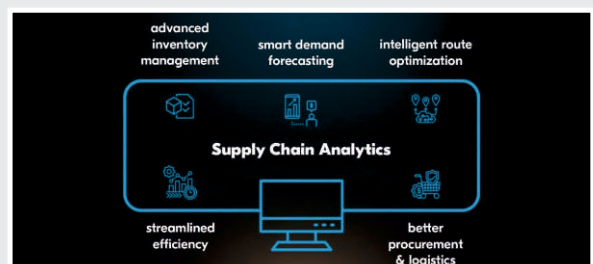 advanced
inventory
management
smart demand
forecasting
intelligent route
optimization
Supply Chain Analytics
streamlined
efficiency
better
procurement
& logistics